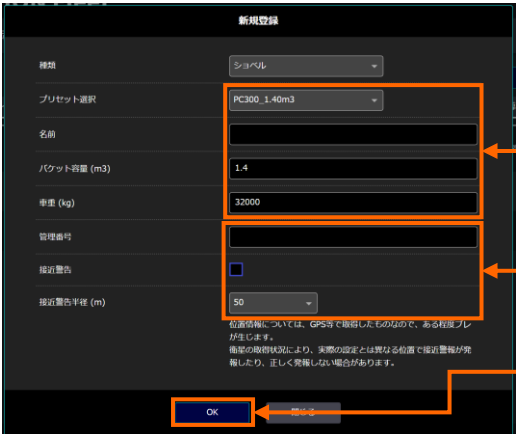 新規登録
種類
ショベル
プリセット選択
PC300_1.40m3
名前
バケット容量 (m3)
1.4
車重 (kg)
32000
管理番号
接近警告
接近警告半径 (m)
50
位置情報については、GPS等で取得したものなので、ある程度ブレ
が生じます。
衛星の取得状況により、実際の設定とは異なる位置で接近警報が発
報したり、正しく発報しない場合があります。
OK
閉じる